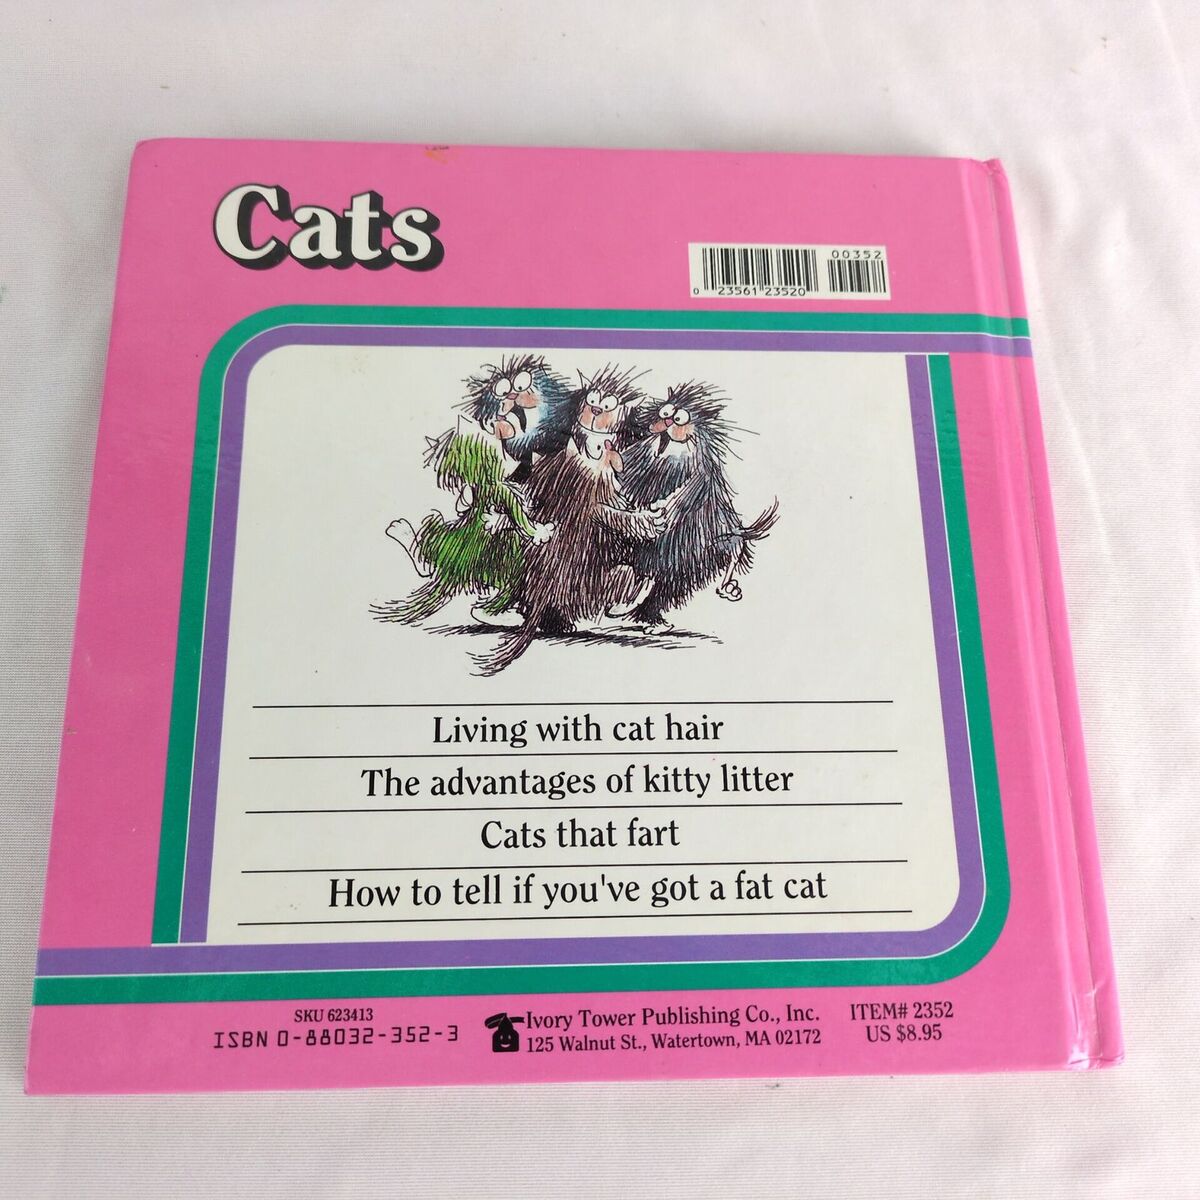 Cats
00352
0 23561 23520
Living with cat hair
The advantages of kitty litter
Cats that fart
How to tell if you've got a fat cat
SKU 623413
ISBN 0-88032-352-3
Ivory Tower Publishing Co., Inc.
125 Walnut St., Watertown, MA 02172
ITEM# 2352
US $8.95